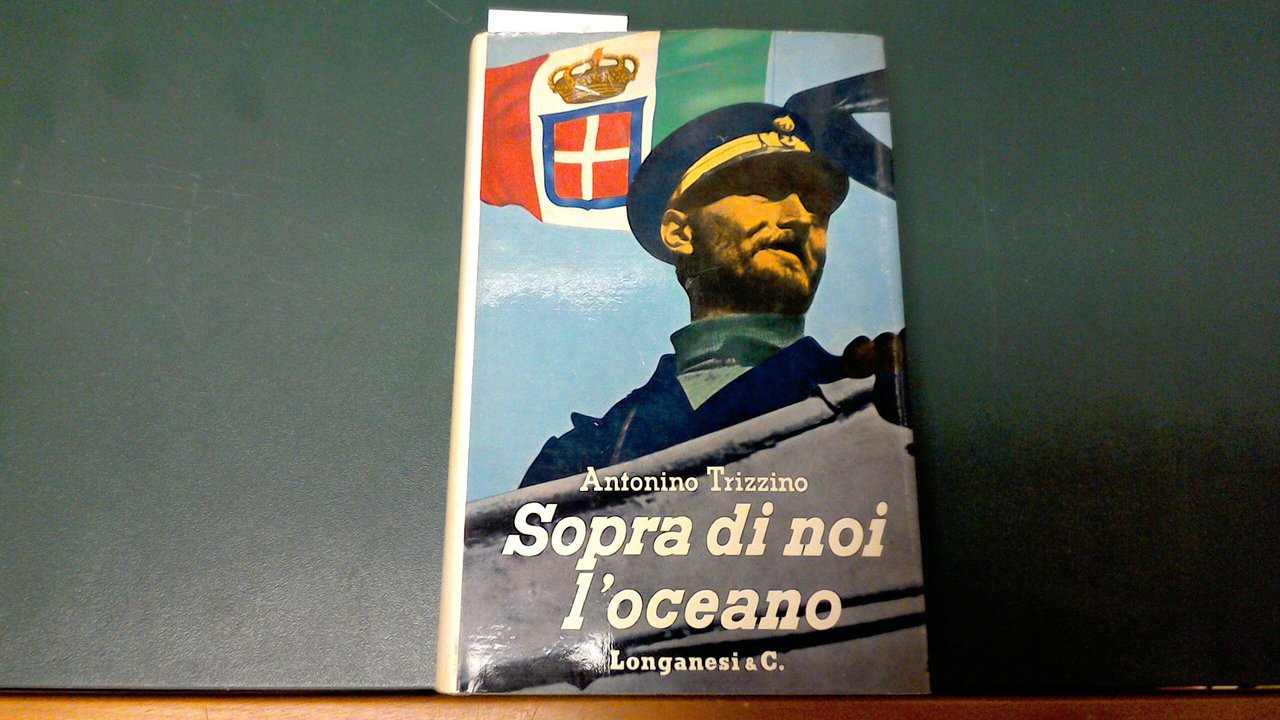 Antonino Trizzino
Sopra di noi
l'oceano
Longanesi & C.